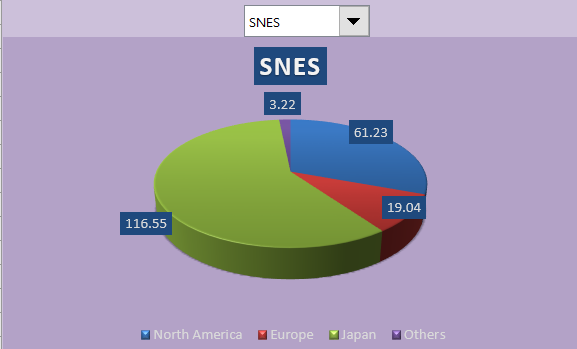 SNES
SNES
3.22
61.23
19.04
116.55
North America Europe Japan Others